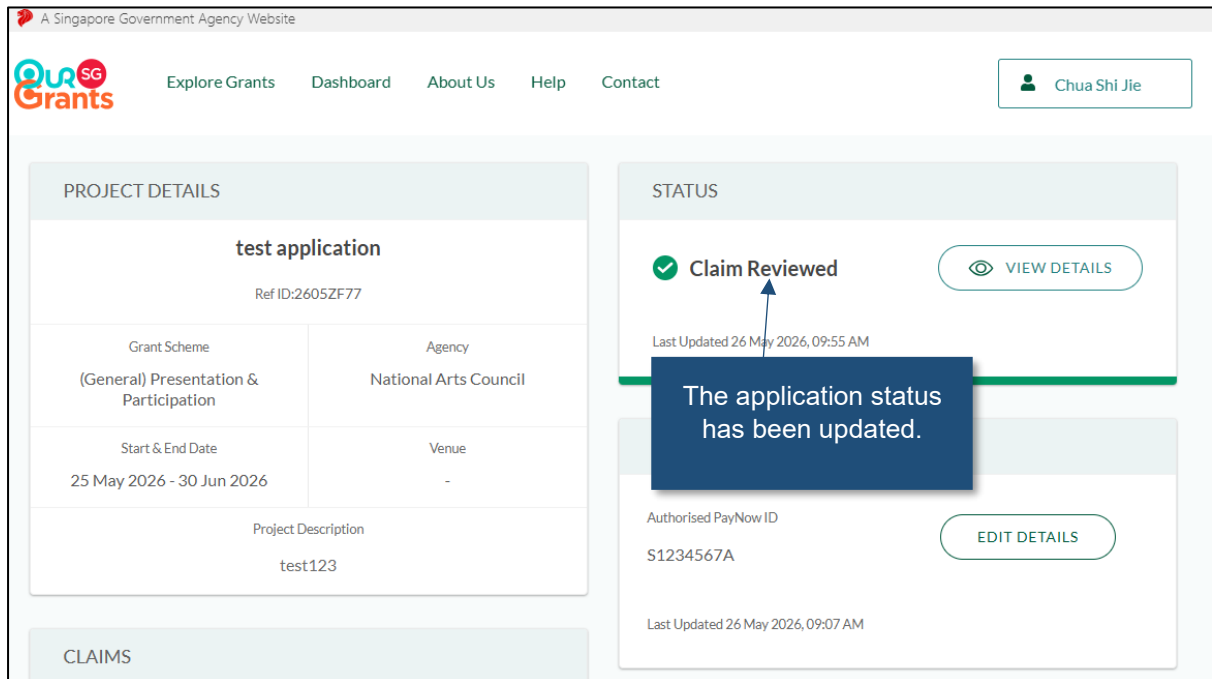 A Singapore Government Agency Website
OUR SG
Grants
Explore Grants
Dashboard
About Us
Help
Contact
Chua Shi Jie
PROJECT DETAILS
test application
Ref ID:2605ZF77
Grant Scheme
(General) Presentation &
Participation
Agency
National Arts Council
Start & End Date
25 May 2026 - 30 Jun 2026
Venue
-
Project Description
test123
CLAIMS
STATUS
Claim Reviewed
VIEW DETAILS
Last Updated 26 May 2026, 09:55 AM
The application status
has been updated.
Authorised PayNow ID
S1234567A
EDIT DETAILS
Last Updated 26 May 2026, 09:07 AM